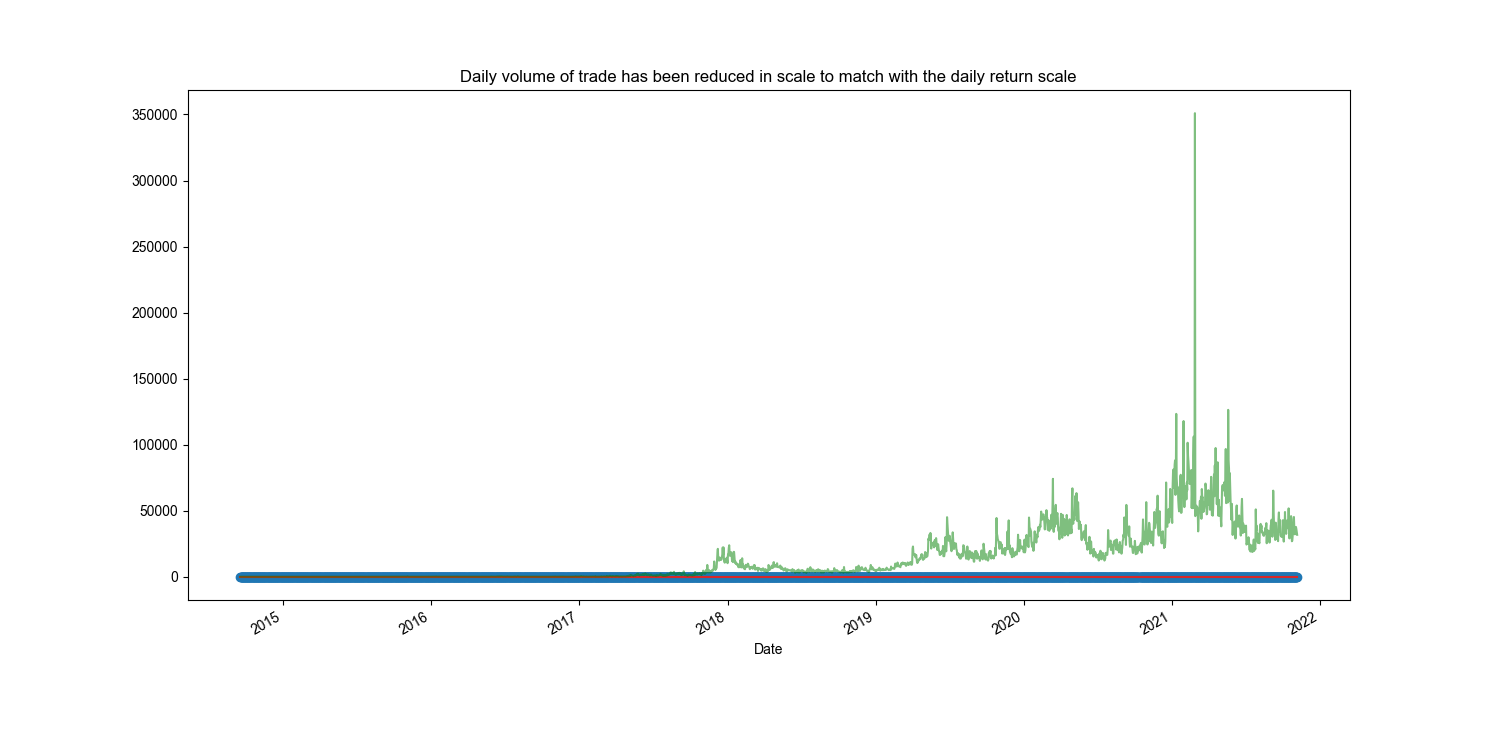 Daily volume of trade has been reduced in scale to match with the daily return scale
350000
300000
250000
200000
150000
100000
50000
0
2015 2016 2017 2018 2019 2020 2021 2022
Date